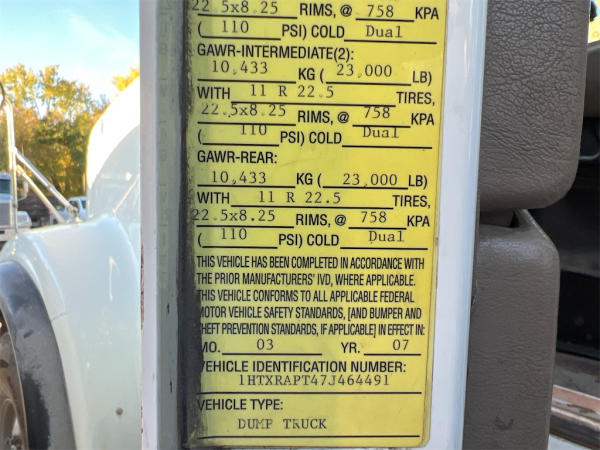 22.5x8.25 RIMS, @ 758 KPA
( 110 PSI) COLD Dual
GAWR-INTERMEDIATE(2):
10,433 KG ( 23,000 LB)
WITH 11 R 22.5 TIRES,
22.5x8.25 RIMS, @ 758 KPA
( 110 PSI) COLD Dual
GAWR-REAR:
10,433 KG ( 23,000 LB)
WITH 11 R 22.5 TIRES,
22.5x8.25 RIMS, @ 758 KPA
( 110 PSI) COLD Dual
THIS VEHICLE HAS BEEN COMPLETED IN ACCORDANCE WITH
THE PRIOR MANUFACTURERS' IVD, WHERE APPLICABLE.
THIS VEHICLE CONFORMS TO ALL APPLICABLE FEDERAL
MOTOR VEHICLE SAFETY STANDARDS, [AND BUMPER AND
THEFT PREVENTION STANDARDS, IF APPLICABLE] IN EFFECT IN:
MO. 03 YR. 07
VEHICLE IDENTIFICATION NUMBER:
1HTXRAPT47J464491
VEHICLE TYPE:
DUMP TRUCK